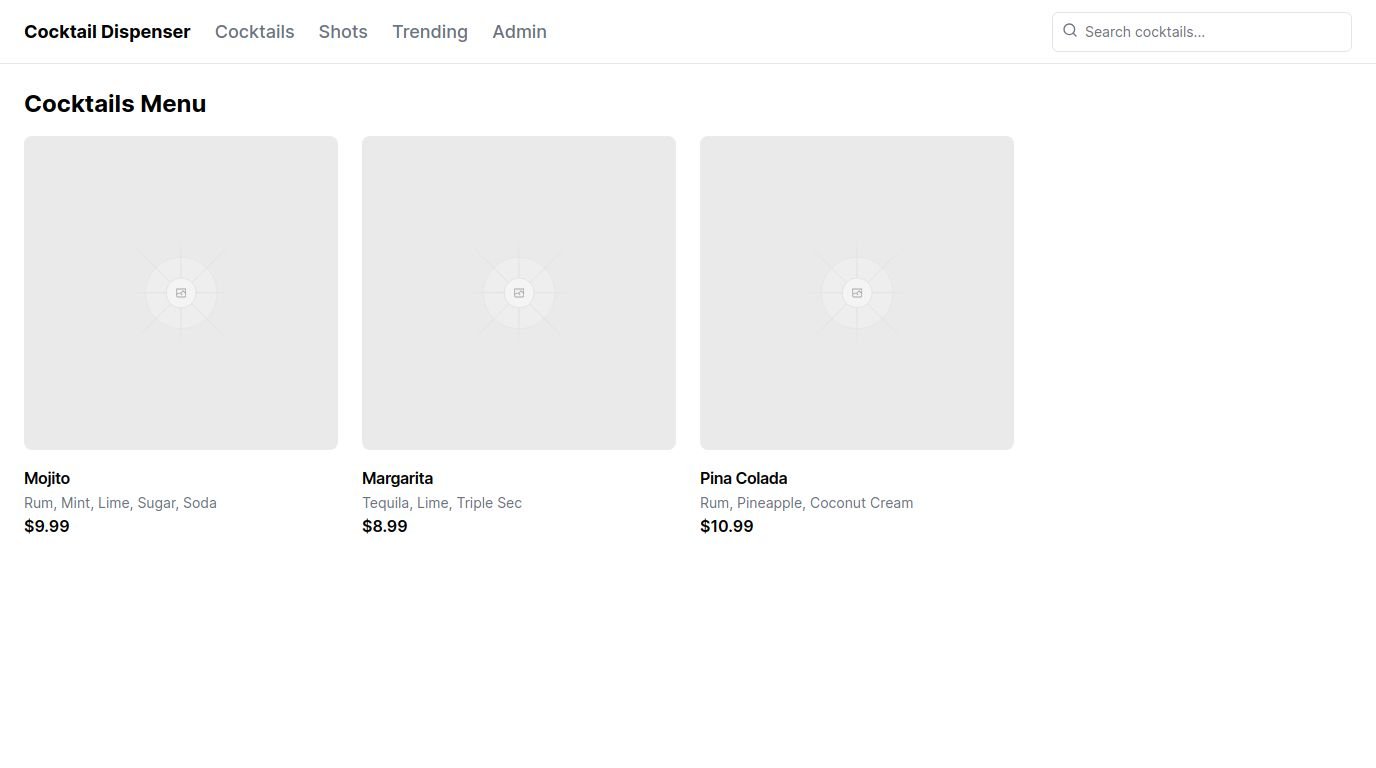 Cocktail Dispenser Cocktails Shots Trending Admin Search cocktails...
Cocktails Menu
Mojito
Rum, Mint, Lime, Sugar, Soda
$9.99
Margarita
Tequila, Lime, Triple Sec
$8.99
Pina Colada
Rum, Pineapple, Coconut Cream
$10.99